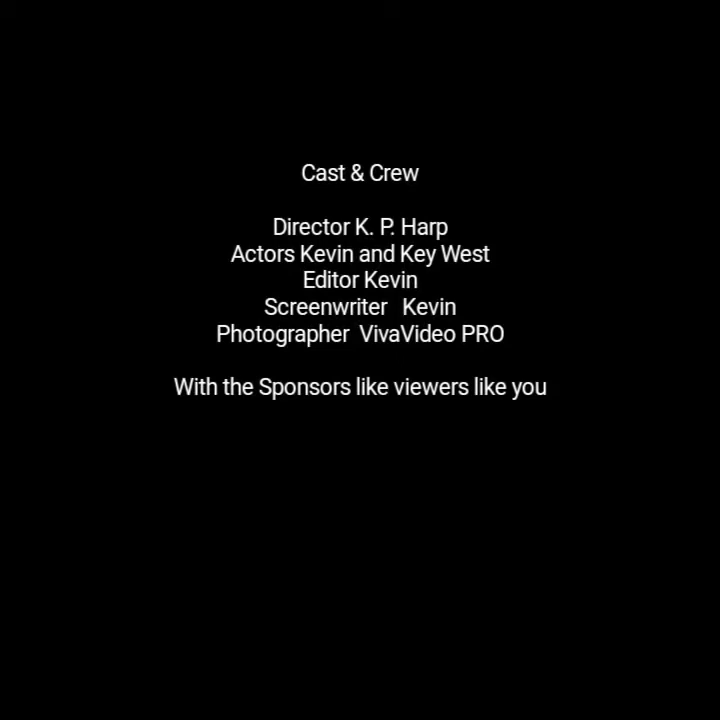 Cast & Crew
Director K. P. Harp
Actors Kevin and Key West
Editor Kevin
Screenwriter   Kevin
Photographer  VivaVideo PRO
With the Sponsors like viewers like you